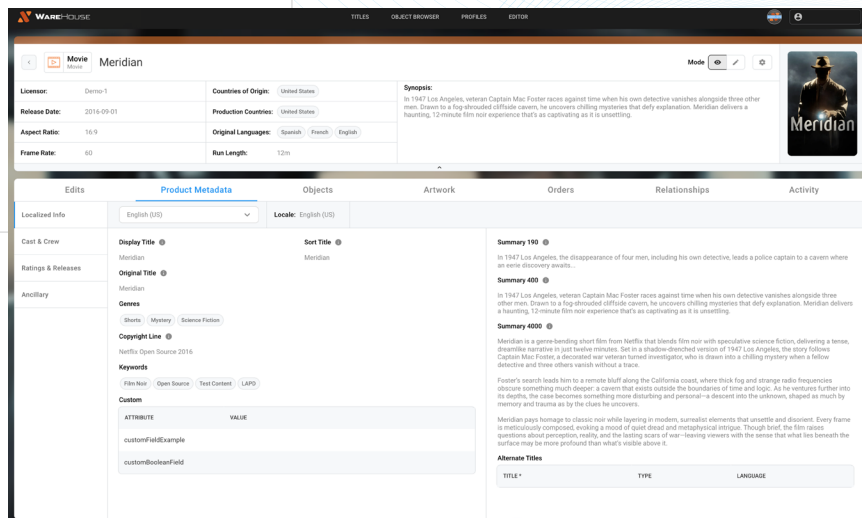 WAREHOUSE
TITLES OBJECT BROWSER PROFILES EDITOR
Movie
Movie
Meridian
Mode
Licensor: Demo-1
Countries of Origin: United States
Synopsis:
In 1947 Los Angeles, veteran Captain Mac Foster races against time when his own detective vanishes alongside three other
men. Drawn to a fog-shrouded cliffside cavern, he uncovers chilling mysteries that defy explanation. Meridian delivers a
haunting, 12-minute film noir experience that's as captivating as it is unsettling.
Release Date: 2016-09-01
Production Countries: United States
Aspect Ratio: 16:9
Original Languages: Spanish French English
Frame Rate: 60
Run Length: 12m
Meridian
Edits Product Metadata Objects Artwork Orders Relationships Activity
Localized Info
Cast & Crew
Ratings & Releases
Ancillary
English (US)
Locale: English (US)
Display Title
Meridian
Sort Title
Meridian
Original Title
Meridian
Genres
Shorts Mystery Science Fiction
Copyright Line
Netflix Open Source 2016
Keywords
Film Noir Open Source Test Content LAPD
Custom
ATTRIBUTE VALUE
customFieldExample
customBooleanField
Summary 190
In 1947 Los Angeles, the disappearance of four men, including his own detective, leads a police captain to a cavern where
an eerie discovery awaits...
Summary 400
In 1947 Los Angeles, veteran Captain Mac Foster races against time when his own detective vanishes alongside three other
men. Drawn to a fog-shrouded cliffside cavern, he uncovers chilling mysteries that defy explanation. Meridian delivers
a haunting, 12-minute film noir experience that's as captivating as it is unsettling.
Summary 4000
Meridian is a genre-bending short film from Netflix that blends film noir with speculative science fiction, delivering a tense,
dreamlike narrative in just twelve minutes. Set in a shadow-drenched version of 1947 Los Angeles, the story follows
Captain Mac Foster, a decorated war veteran turned investigator, who is drawn into a chilling mystery when a fellow
detective and three others vanish without a trace.
Foster's search leads him to a remote bluff along the California coast, where thick fog and strange radio frequencies
obscure something much deeper: a cavern that exists outside the boundaries of time and logic. As he ventures further into
its depths, the case becomes something more disturbing and personal—a descent into the unknown, shaped as much by
memory and trauma as by the clues he uncovers.
Meridian pays homage to classic noir while layering in modern, surrealist elements that unsettle and disorient. Every frame
is meticulously composed, evoking a mood of quiet dread and metaphysical intrigue. Though brief, the film raises
questions about perception, reality, and the lasting scars of war—leaving viewers with the sense that what lies beneath the
surface may be more profound than what's visible above it.
Alternate Titles
TITLE * TYPE LANGUAGE